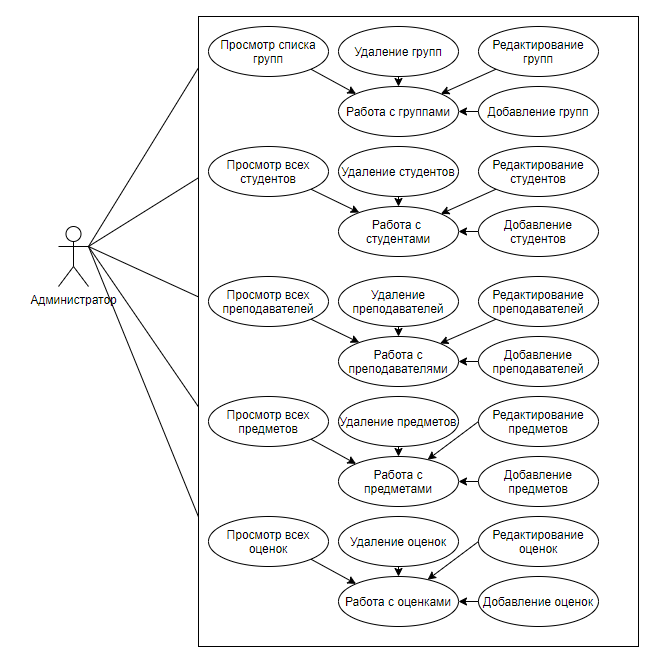 Просмотр списка
групп
Удаление групп
Редактирование
групп
Работа с группами
Добавление групп
Просмотр всех
студентов
Удаление студентов
Редактирование
студентов
Работа с
студентами
Добавление
студентов
Администратор
Просмотр всех
преподавателей
Удаление
преподавателей
Редактирование
преподавателей
Работа с
преподавателями
Добавление
преподавателей
Просмотр всех
предметов
Удаление предметов
Редактирование
предметов
Работа с
предметами
Добавление
предметов
Просмотр всех
оценок
Удаление оценок
Редактирование
оценок
Работа с оценками
Добавление оценок